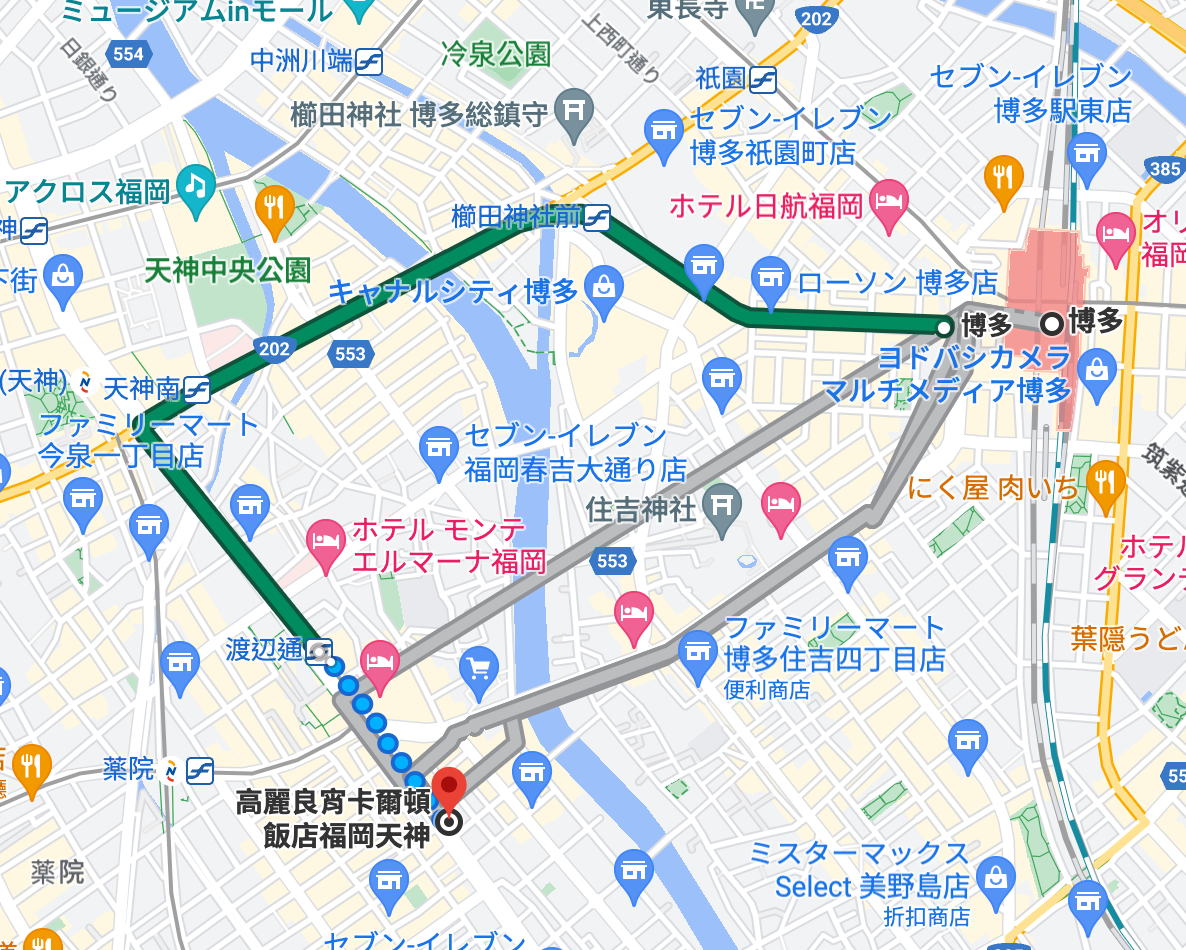 ミュージアムinモール
東長寺
202
上西町通り
554
日銀通り
中洲川端
冷泉公園
祇園
セブン-イレブン
博多駅東店
櫛田神社 博多総鎮守
セブン-イレブン
博多祇園町店
385
アクロス福岡
ホテル日航福岡
櫛田神社前
神
オリ
福岡
天神中央公園
下街
キャナルシティ博多
ローソン 博多店
博多
博多
202
553
ヨドバシカメラ
マルチメディア博多
(天神)
天神南
ファミリーマート
今泉一丁目店
セブン-イレブン
福岡春吉大通り店
筑紫通
にく屋 肉いち
住吉神社
ホテル モンテ
エルマーナ福岡
553
ホテル
グランテ
ファミリーマート
博多住吉四丁目店
便利商店
葉隠うど
渡辺通
薬院
55
高麗良宵卡爾頓
飯店福岡天神
薬院
ミスターマックス
Select 美野島店
折扣商店
セブン-イレブン